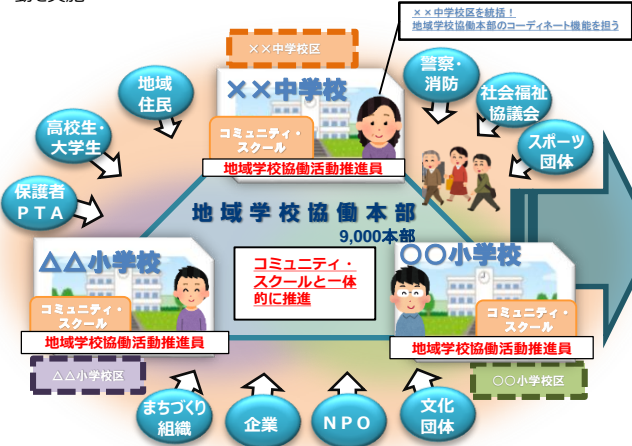 ××中学校区を統括！
地域学校協働本部のコーディネート機能を担う
××中学校区
××中学校
コミュニティ・
スクール
地域学校協働活動推進員
地域
住民
高校生・
大学生
保護者
ＰＴＡ
警察・
消防
社会福祉
協議会
スポーツ
団体
地域学校協働本部
9,000本部
コミュニティ・
スクールと一体
的に推進
△△小学校
コミュニティ・
スクール
地域学校協働活動推進員
△△小学校区
〇〇小学校
コミュニティ・
スクール
地域学校協働活動推進員
〇〇小学校区
まちづくり
組織
企業
ＮＰＯ
文化
団体